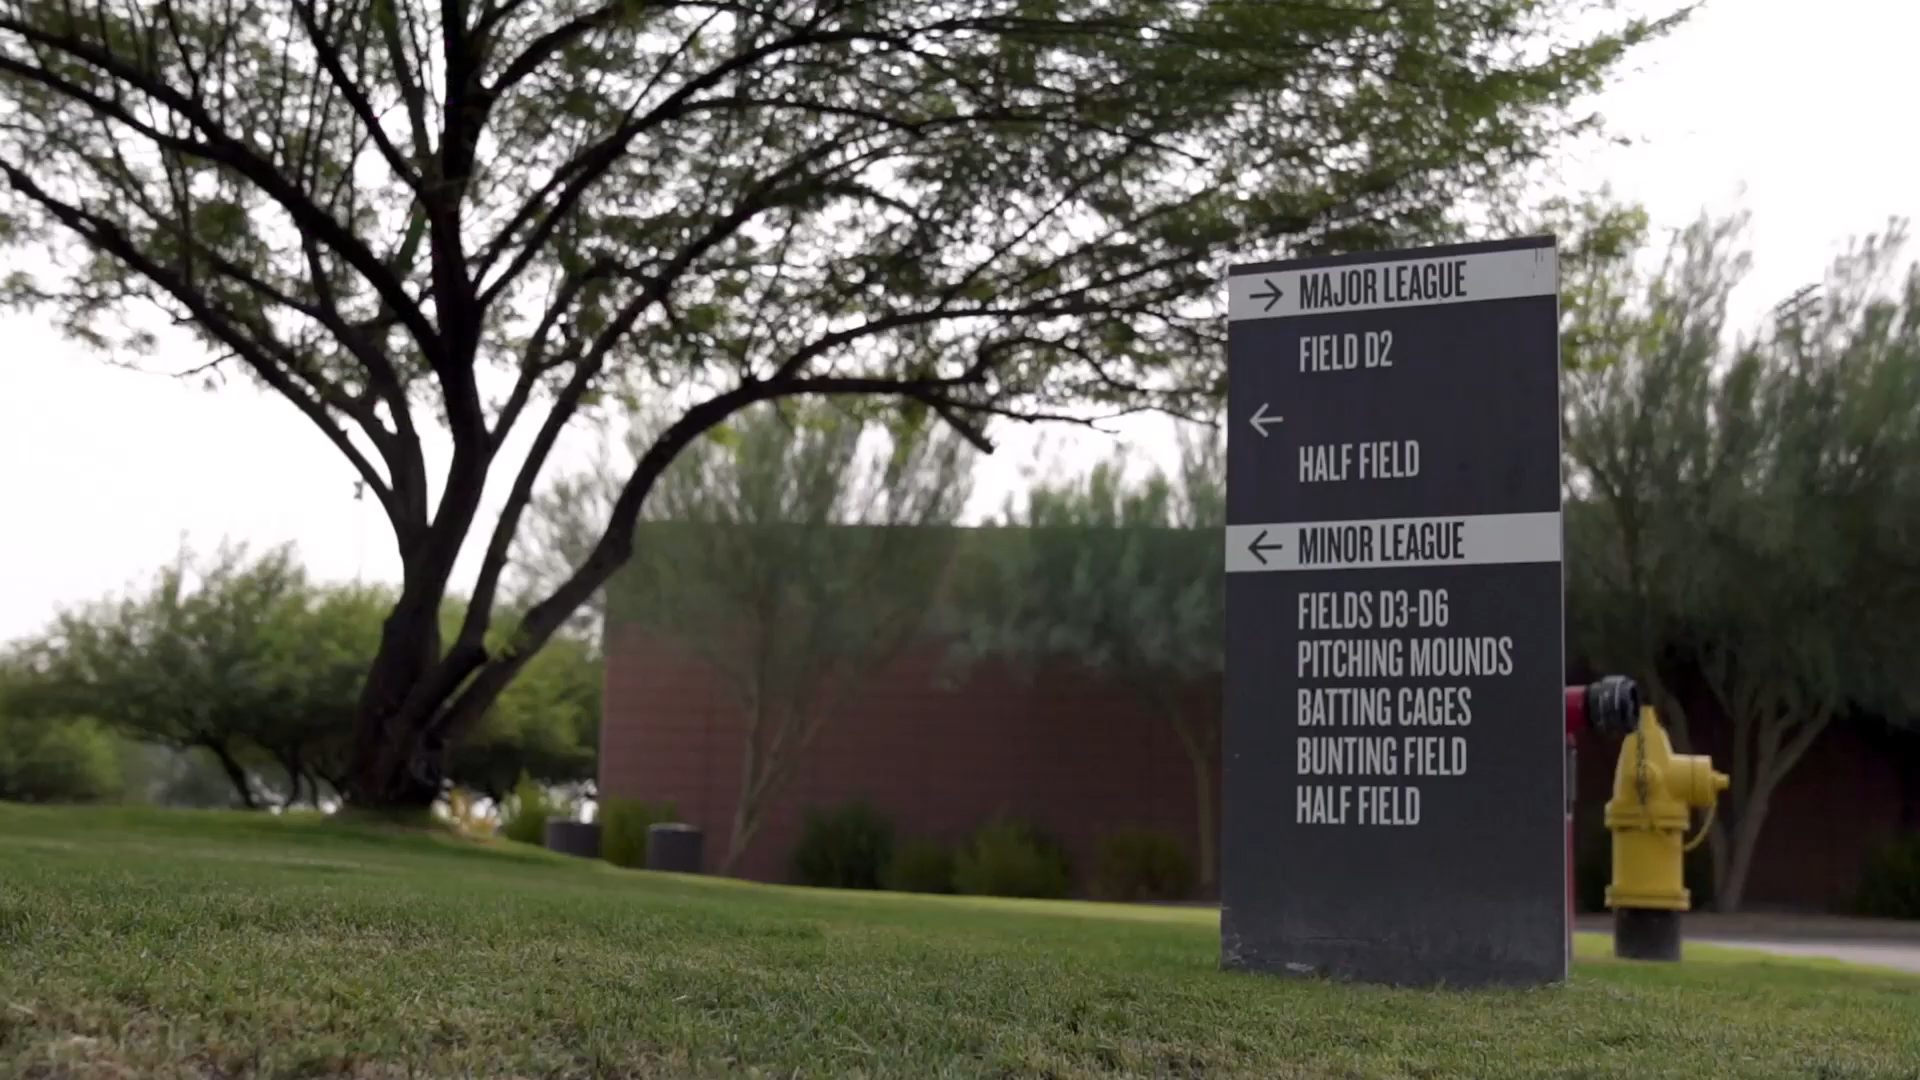 → MAJOR LEAGUE
FIELD D2
←
HALF FIELD
← MINOR LEAGUE
FIELDS D3-D6
PITCHING MOUNDS
BATTING CAGES
BUNTING FIELD
HALF FIELD